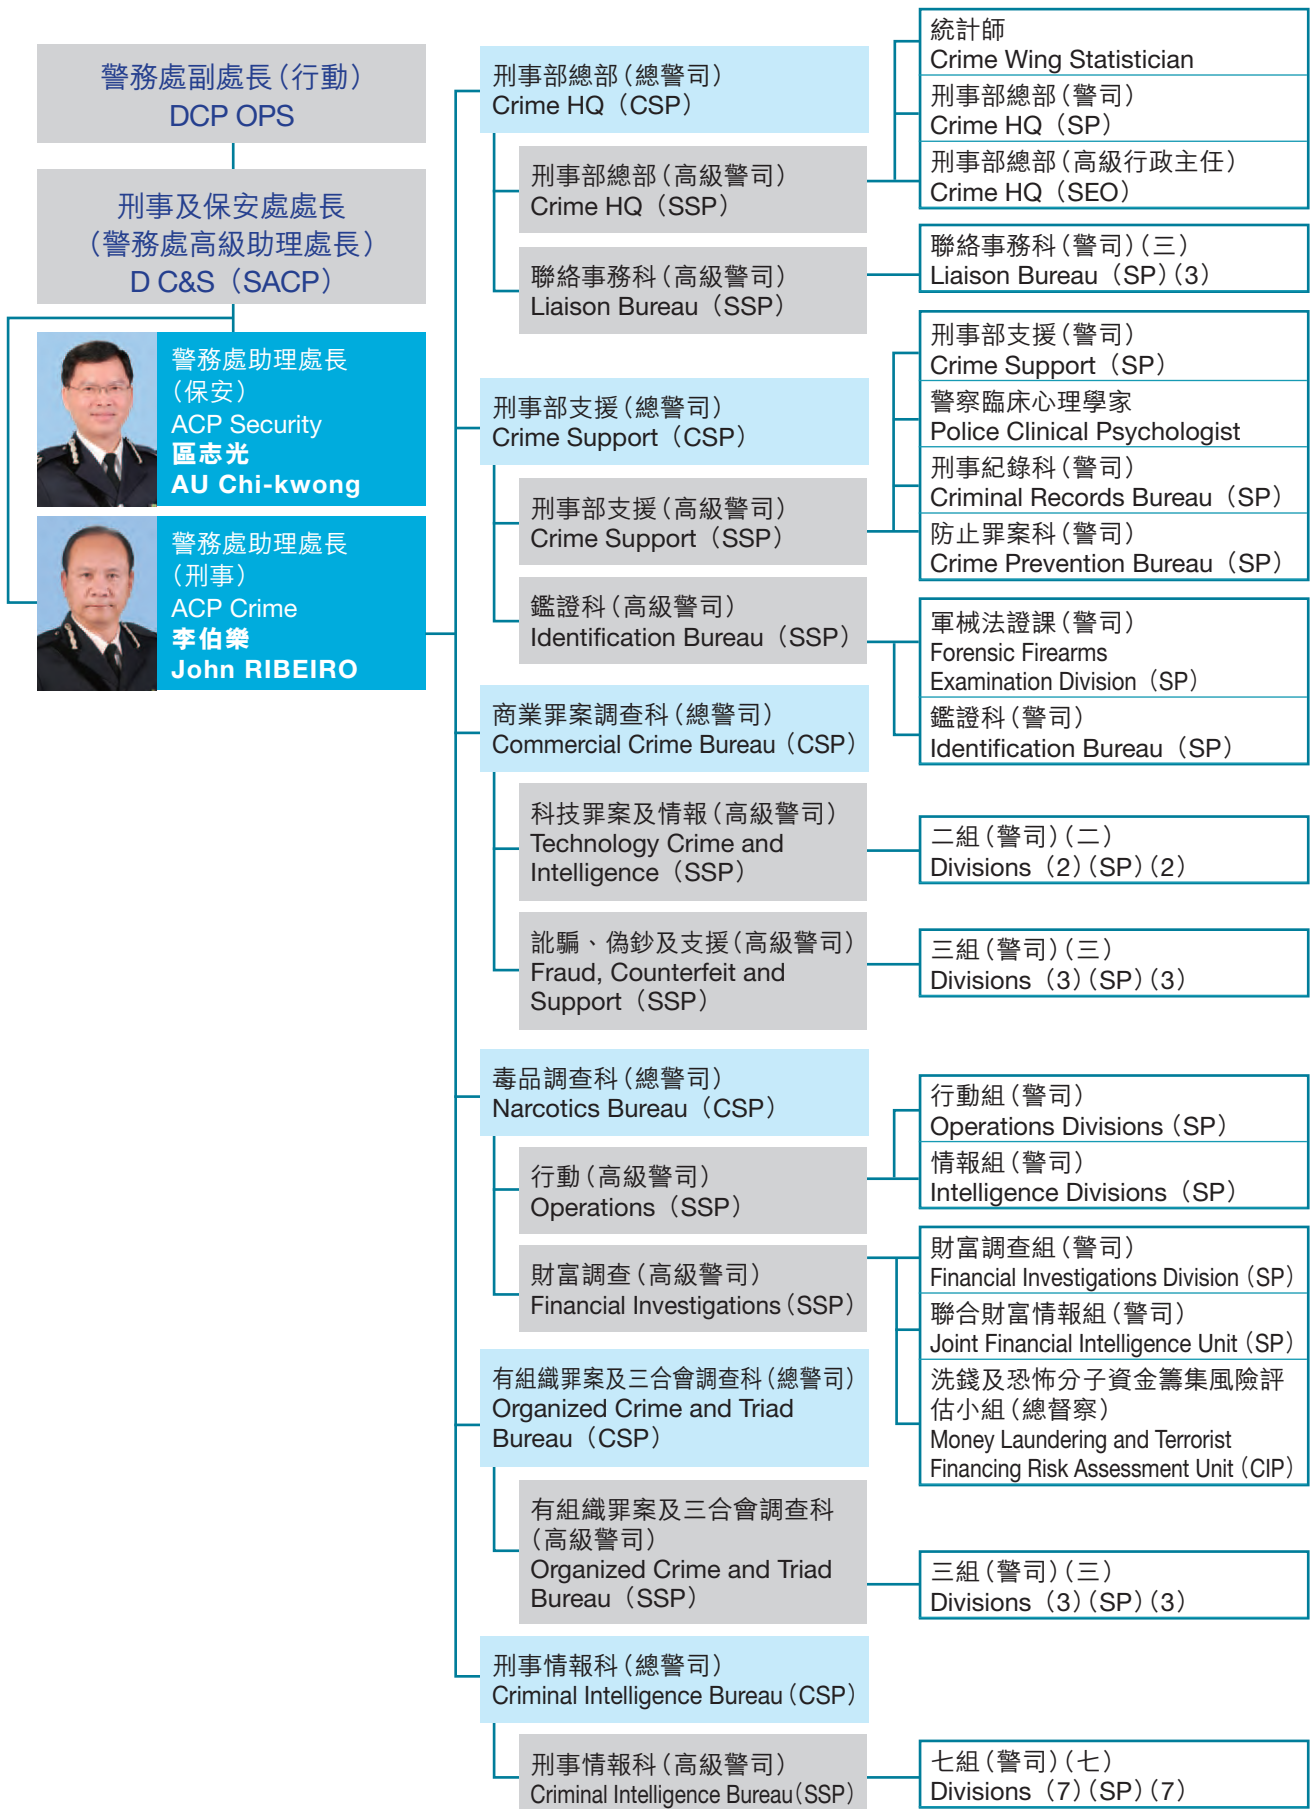 警務處副處長（行動）
DCP OPS
刑事及保安處處長
（警務處高級助理處長）
D C&S（SACP）
警務處助理處長
（保安）
ACP Security
區志光
AU Chi-kwong
警務處助理處長
（刑事）
ACP Crime
李伯樂
John RIBEIRO
刑事部總部（總警司）
Crime HQ（CSP）
刑事部總部（高級警司）
Crime HQ（SSP）
統計師
Crime Wing Statistician
刑事部總部（警司）
Crime HQ（SP）
刑事部總部（高級行政主任）
Crime HQ（SEO）
聯絡事務科（高級警司）
Liaison Bureau（SSP）
聯絡事務科（警司）（三）
Liaison Bureau（SP）（3）
刑事部支援（總警司）
Crime Support（CSP）
刑事部支援（高級警司）
Crime Support（SSP）
刑事部支援（警司）
Crime Support（SP）
警察臨床心理學家
Police Clinical Psychologist
刑事紀錄科（警司）
Criminal Records Bureau（SP）
防止罪案科（警司）
Crime Prevention Bureau（SP）
鑑證科（高級警司）
Identification Bureau（SSP）
軍械法證課（警司）
Forensic Firearms
Examination Division（SP）
鑑證科（警司）
Identification Bureau（SP）
商業罪案調查科（總警司）
Commercial Crime Bureau（CSP）
科技罪案及情報（高級警司）
Technology Crime and
Intelligence（SSP）
二組（警司）（二）
Divisions（2）（SP）（2）
訛騙、偽鈔及支援（高級警司）
Fraud, Counterfeit and
Support（SSP）
三組（警司）（三）
Divisions（3）（SP）（3）
毒品調查科（總警司）
Narcotics Bureau（CSP）
行動（高級警司）
Operations（SSP）
行動組（警司）
Operations Divisions（SP）
情報組（警司）
Intelligence Divisions（SP）
財富調查（高級警司）
Financial Investigations（SSP）
財富調查組（警司）
Financial Investigations Division（SP）
聯合財富情報組（警司）
Joint Financial Intelligence Unit（SP）
洗錢及恐怖分子資金籌集風險評
估小組（總督察）
Money Laundering and Terrorist
Financing Risk Assessment Unit（CIP）
有組織罪案及三合會調查科（總警司）
Organized Crime and Triad
Bureau（CSP）
有組織罪案及三合會調查科
（高級警司）
Organized Crime and Triad
Bureau（SSP）
三組（警司）（三）
Divisions（3）（SP）（3）
刑事情報科（總警司）
Criminal Intelligence Bureau（CSP）
刑事情報科（高級警司）
Criminal Intelligence Bureau（SSP）
七組（警司）（七）
Divisions（7）（SP）（7）